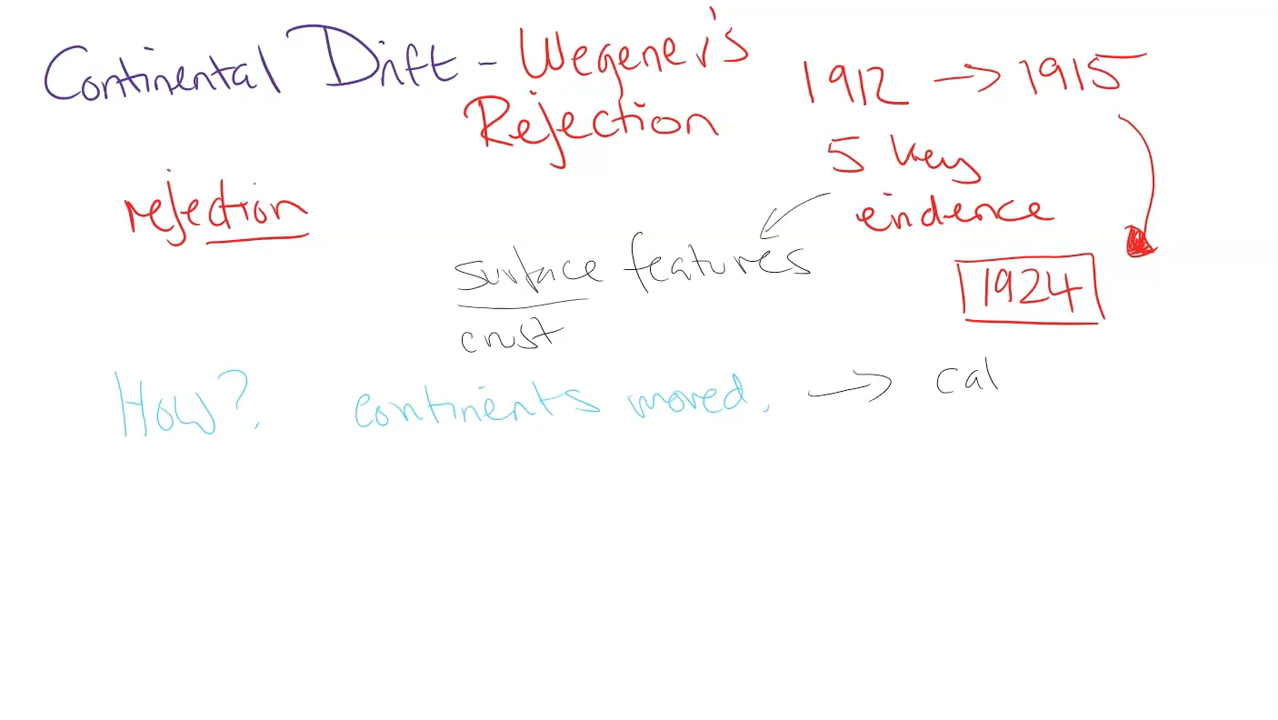 Continental Drift - Wegener's
Rejection
1912 → 1915
5 key
evidence
rejection
surface features
crust
1924
How? continents moved. → cal